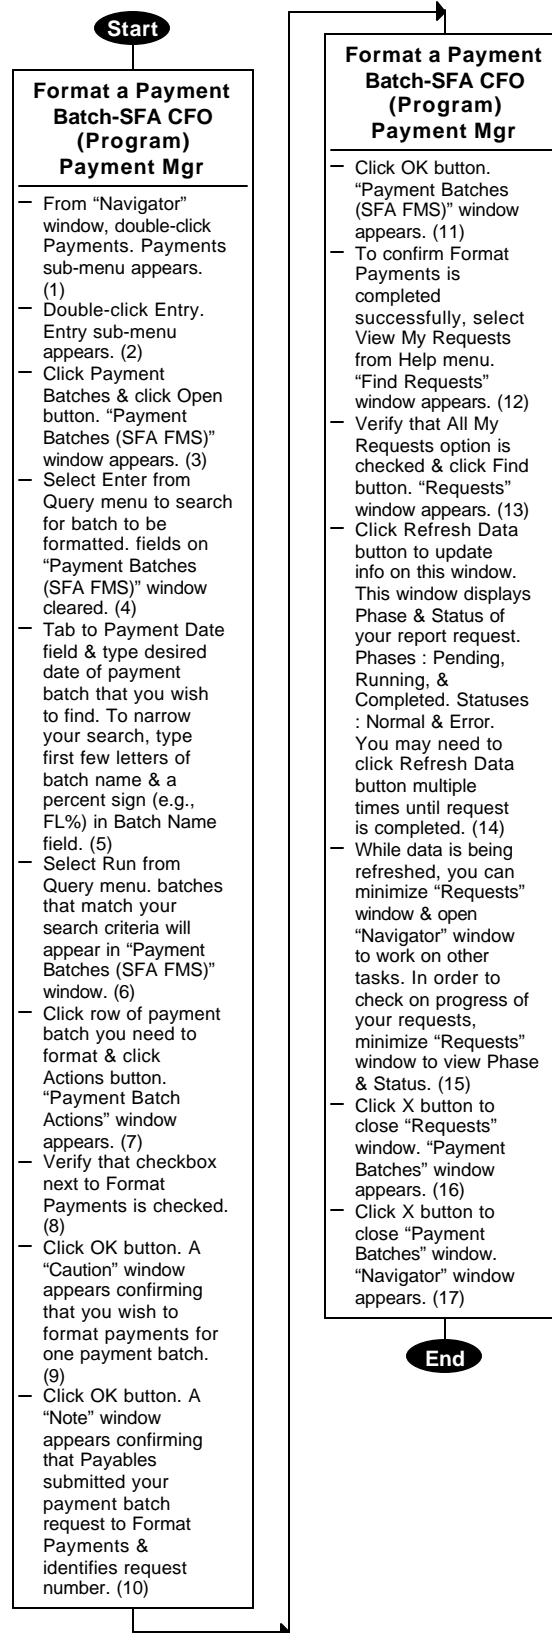 Start
Format a Payment
Batch-SFA CFO
(Program)
Payment Mgr
– From “Navigator”
window, double-click
Payments. Payments
sub-menu appears.
(1)
– Double-click Entry.
Entry sub-menu
appears. (2)
– Click Payment
Batches & click Open
button. “Payment
Batches (SFA FMS)”
window appears. (3)
– Select Enter from
Query menu to search
for batch to be
formatted. fields on
“Payment Batches
(SFA FMS)” window
cleared. (4)
– Tab to Payment Date
field & type desired
date of payment
batch that you wish
to find. To narrow
your search, type
first few letters of
batch name & a
percent sign (e.g.,
FL%) in Batch Name
field. (5)
– Select Run from
Query menu. batches
that match your
search criteria will
appear in “Payment
Batches (SFA FMS)”
window. (6)
– Click row of payment
batch you need to
format & click
Actions button.
“Payment Batch
Actions” window
appears. (7)
– Verify that checkbox
next to Format
Payments is checked.
(8)
– Click OK button. A
“Caution” window
appears confirming
that you wish to
format payments for
one payment batch.
(9)
– Click OK button. A
“Note” window
appears confirming
that Payables
submitted your
payment batch
request to Format
Payments &
identifies request
number. (10)
Format a Payment
Batch-SFA CFO
(Program)
Payment Mgr
– Click OK button.
“Payment Batches
(SFA FMS)” window
appears. (11)
– To confirm Format
Payments is
completed
successfully, select
View My Requests
from Help menu.
“Find Requests”
window appears. (12)
– Verify that All My
Requests option is
checked & click Find
button. “Requests”
window appears. (13)
– Click Refresh Data
button to update
info on this window.
This window displays
Phase & Status of
your report request.
Phases : Pending,
Running, &
Completed. Statuses
: Normal & Error.
You may need to
click Refresh Data
button multiple
times until request
is completed. (14)
– While data is being
refreshed, you can
minimize “Requests”
window & open
“Navigator” window
to work on other
tasks. In order to
check on progress of
your requests,
minimize “Requests”
window to view Phase
& Status. (15)
– Click X button to
close “Requests”
window. “Payment
Batches” window
appears. (16)
– Click X button to
close “Payment
Batches” window.
“Navigator” window
appears. (17)
End